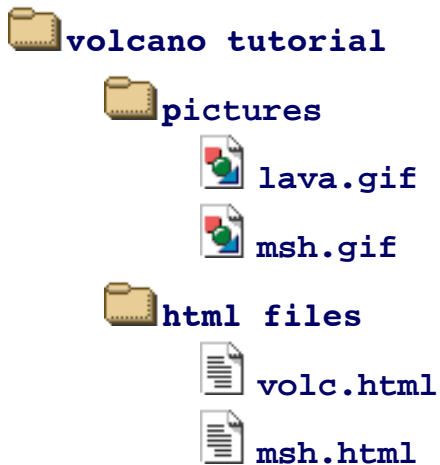 volcano tutorial
pictures
lava.gif
msh.gif
html files
volc.html
msh.html